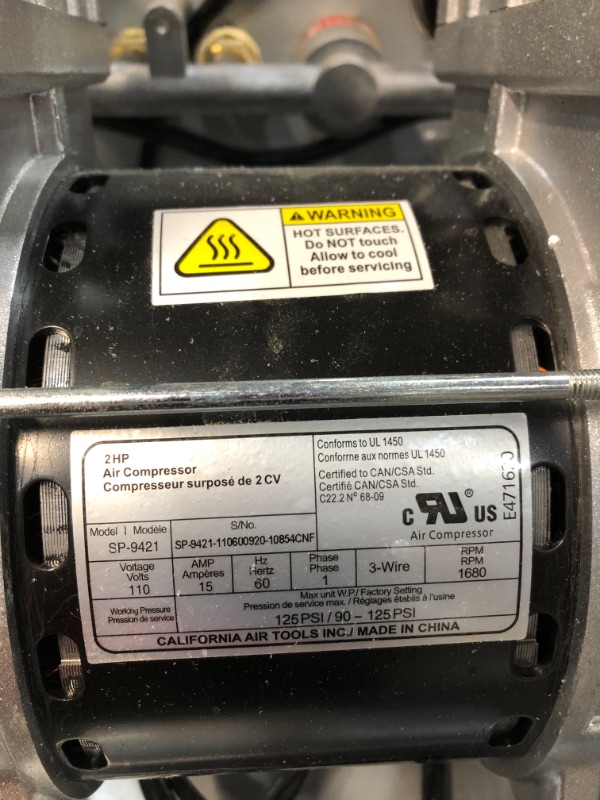 WARNING
HOT SURFACES.
Do NOT touch
Allow to cool
before servicing
2HP
Air Compressor
Compresseur surposé de 2 CV
Conforms to UL 1450
Conforme aux normes UL 1450
Certified to CAN/CSA Std.
Certifié à CAN/CSA Std.
C22.2 Nº 68-09
C RU US
Air Compressor
E471620
Model | Modèle
SP-9421
S/No.
SP-9421-110600920-10854CNF
Voltage
Volts
110
AMP
Ampères
15
Hz
Hertz
60
Phase
Phase
1
3-Wire
RPM
RPM
1680
Working Pressure
Pression de service
Max unit W.P./ Factory Setting
Pression de service max. / Réglages établis à l'usine
125 PSI / 90 – 125 PSI
CALIFORNIA AIR TOOLS INC./ MADE IN CHINA